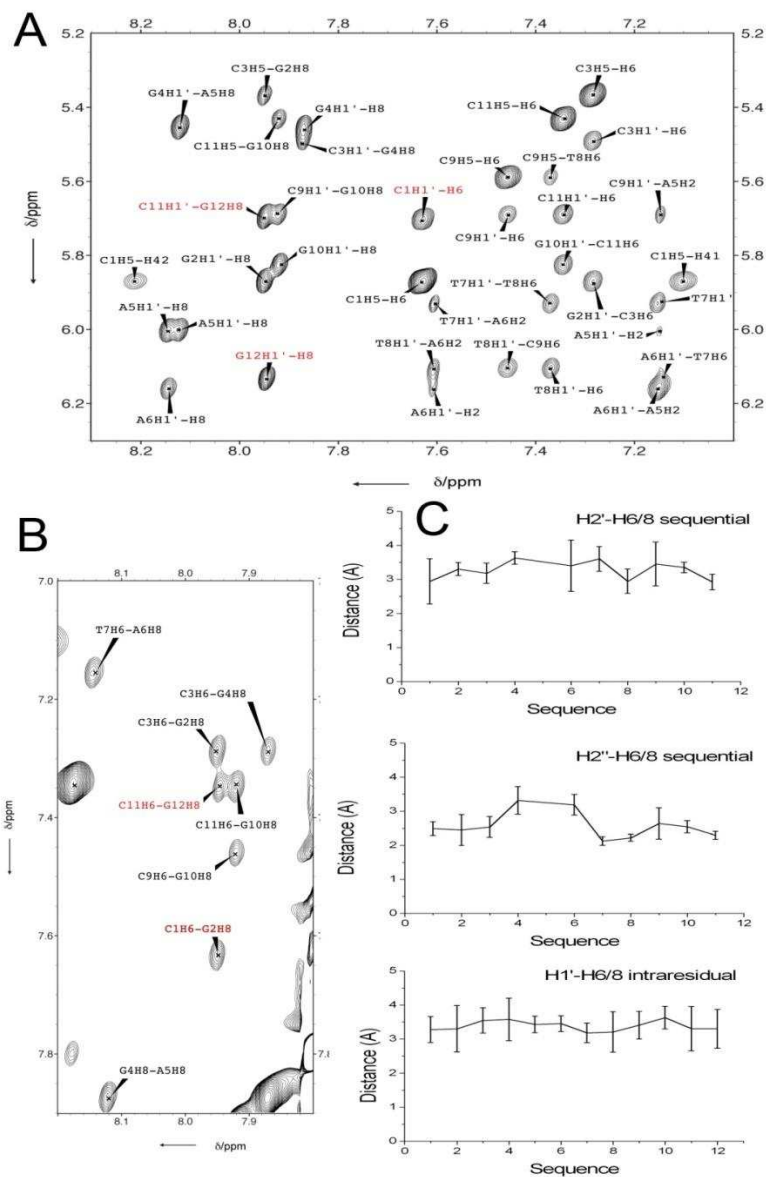 A
8.2 8.0 7.8 7.6 7.4 7.2
5.2 5.2
C3H5-G2H8 C3H5-H6
G4H1'-A5H8 G4H1'-H8 C11H5-H6
5.4 5.4
C11H5-G10H8 C3H1'-G4H8 C3H1'-H6
C9H5-H6 C9H5-T8H6
5.6 5.6
C11H1'-G12H8 C9H1'-G10H8 C1H1'-H6 C11H1'-H6 C9H1'-A5H2
C9H1'-H6
C1H5-H42 G2H1'-H8 G10H1'-H8 G10H1'-C11H6 C1H5-H41
5.8 5.8
δ/ppm
C1H5-H6 T7H1'-T8H6
A5H1'-H8 A5H1'-H8 T7H1'-A6H2 G2H1'-C3H6 T7H1'
6.0 6.0
A5H1'-H2
G12H1'-H8 T8H1'-A6H2 T8H1'-C9H6 A6H1'-T7H6
T8H1'-H6
6.2 6.2
A6H1'-H8 A6H1'-H2 A6H1'-A5H2
8.2 8.0 7.8 7.6 7.4 7.2
δ/ppm
B
8.1 8.0 7.9
7.0
T7H6-A6H8
7.2
C3H6-G4H8
C3H6-G2H8
C11H6-G12H8
C11H6-G10H8
7.4
C9H6-G10H8
δ/ppm
C1H6-G2H8
7.6
7.8
G4H8-A5H8
8.1 8.0 7.9
δ/ppm
C
H2'-H6/8 sequential
Distance (A)
5
4
3
2
1
0
0 2 4 6 8 10 12
Sequence
H2''-H6/8 sequential
Distance (A)
5
4
3
2
1
0
0 2 4 6 8 10 12
Sequence
H1'-H6/8 intraresidual
Distance (A)
5
4
3
2
1
0
0 2 4 6 8 10 12
Sequence